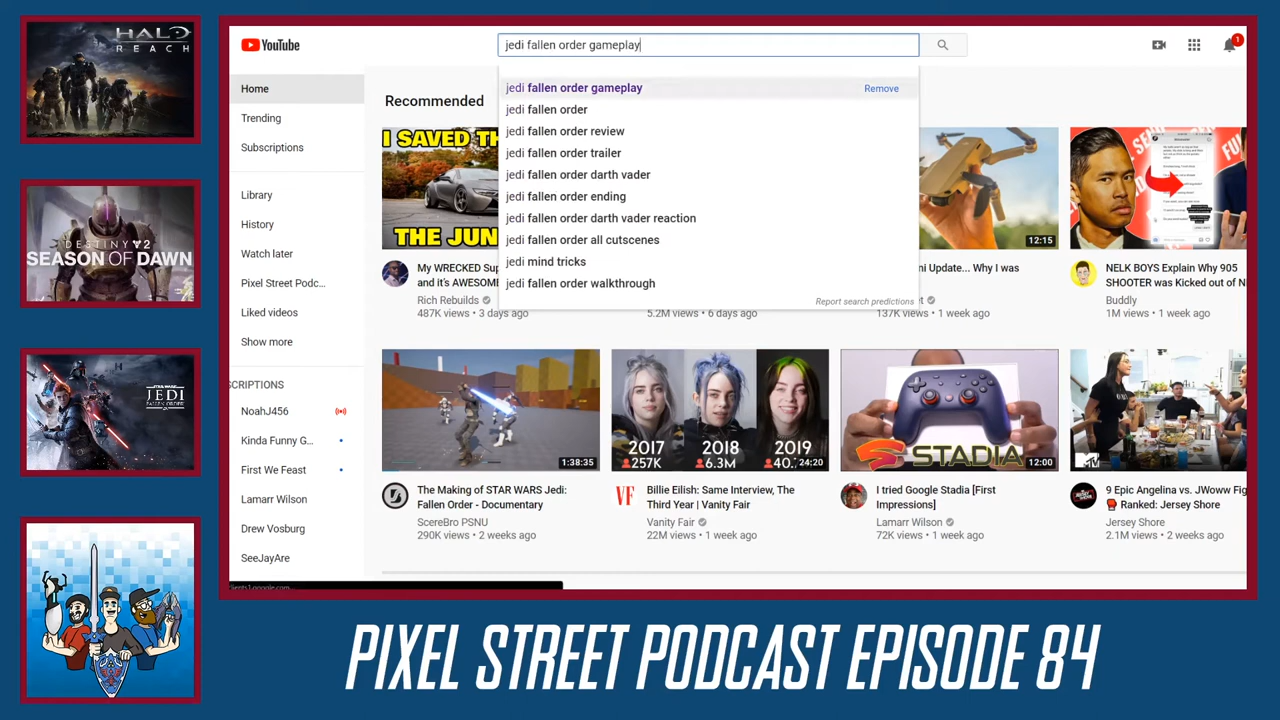 HALO
REACH
DESTINY 2
SEASON OF DAWN
STAR WARS
JEDI
FALLEN ORDER
YouTube
jedi fallen order gameplay
1
Home
Trending
Subscriptions
Library
History
Watch later
Pixel Street Podc...
Liked videos
Show more
SCRIPTIONS
NoahJ456
Kinda Funny G...
First We Feast
Lamarr Wilson
Drew Vosburg
SeeJayAre
jedi fallen order gameplay
Remove
jedi fallen order
jedi fallen order review
jedi fallen order trailer
jedi fallen order darth vader
jedi fallen order ending
jedi fallen order darth vader reaction
jedi fallen order all cutscenes
jedi mind tricks
jedi fallen order walkthrough
Report search predictions
Recommended
I SAVED TH
THE JUN
My WRECKED Sup
and it's AWESOME
Rich Rebuilds
487K views • 3 days ago
5.2M views • 6 days ago
12:15
ni Update... Why I was
et
137K views • 1 week ago
NELK BOYS Explain Why 905
SHOOTER was Kicked out of N
Buddly
1M views • 1 week ago
1:38:35
The Making of STAR WARS Jedi:
Fallen Order - Documentary
ScereBro PSNU
290K views • 2 weeks ago
2017
257K
2018
6.3M
2019
40.
24:20
VF
Billie Eilish: Same Interview, The
Third Year | Vanity Fair
Vanity Fair
22M views • 1 week ago
STADIA
12:00
I tried Google Stadia [First
Impressions]
Lamarr Wilson
72K views • 1 week ago
MTV
9 Epic Angelina vs. JWoww Fig
Ranked: Jersey Shore
Jersey Shore
2.1M views • 2 weeks ago
PIXEL STREET PODCAST EPISODE 84